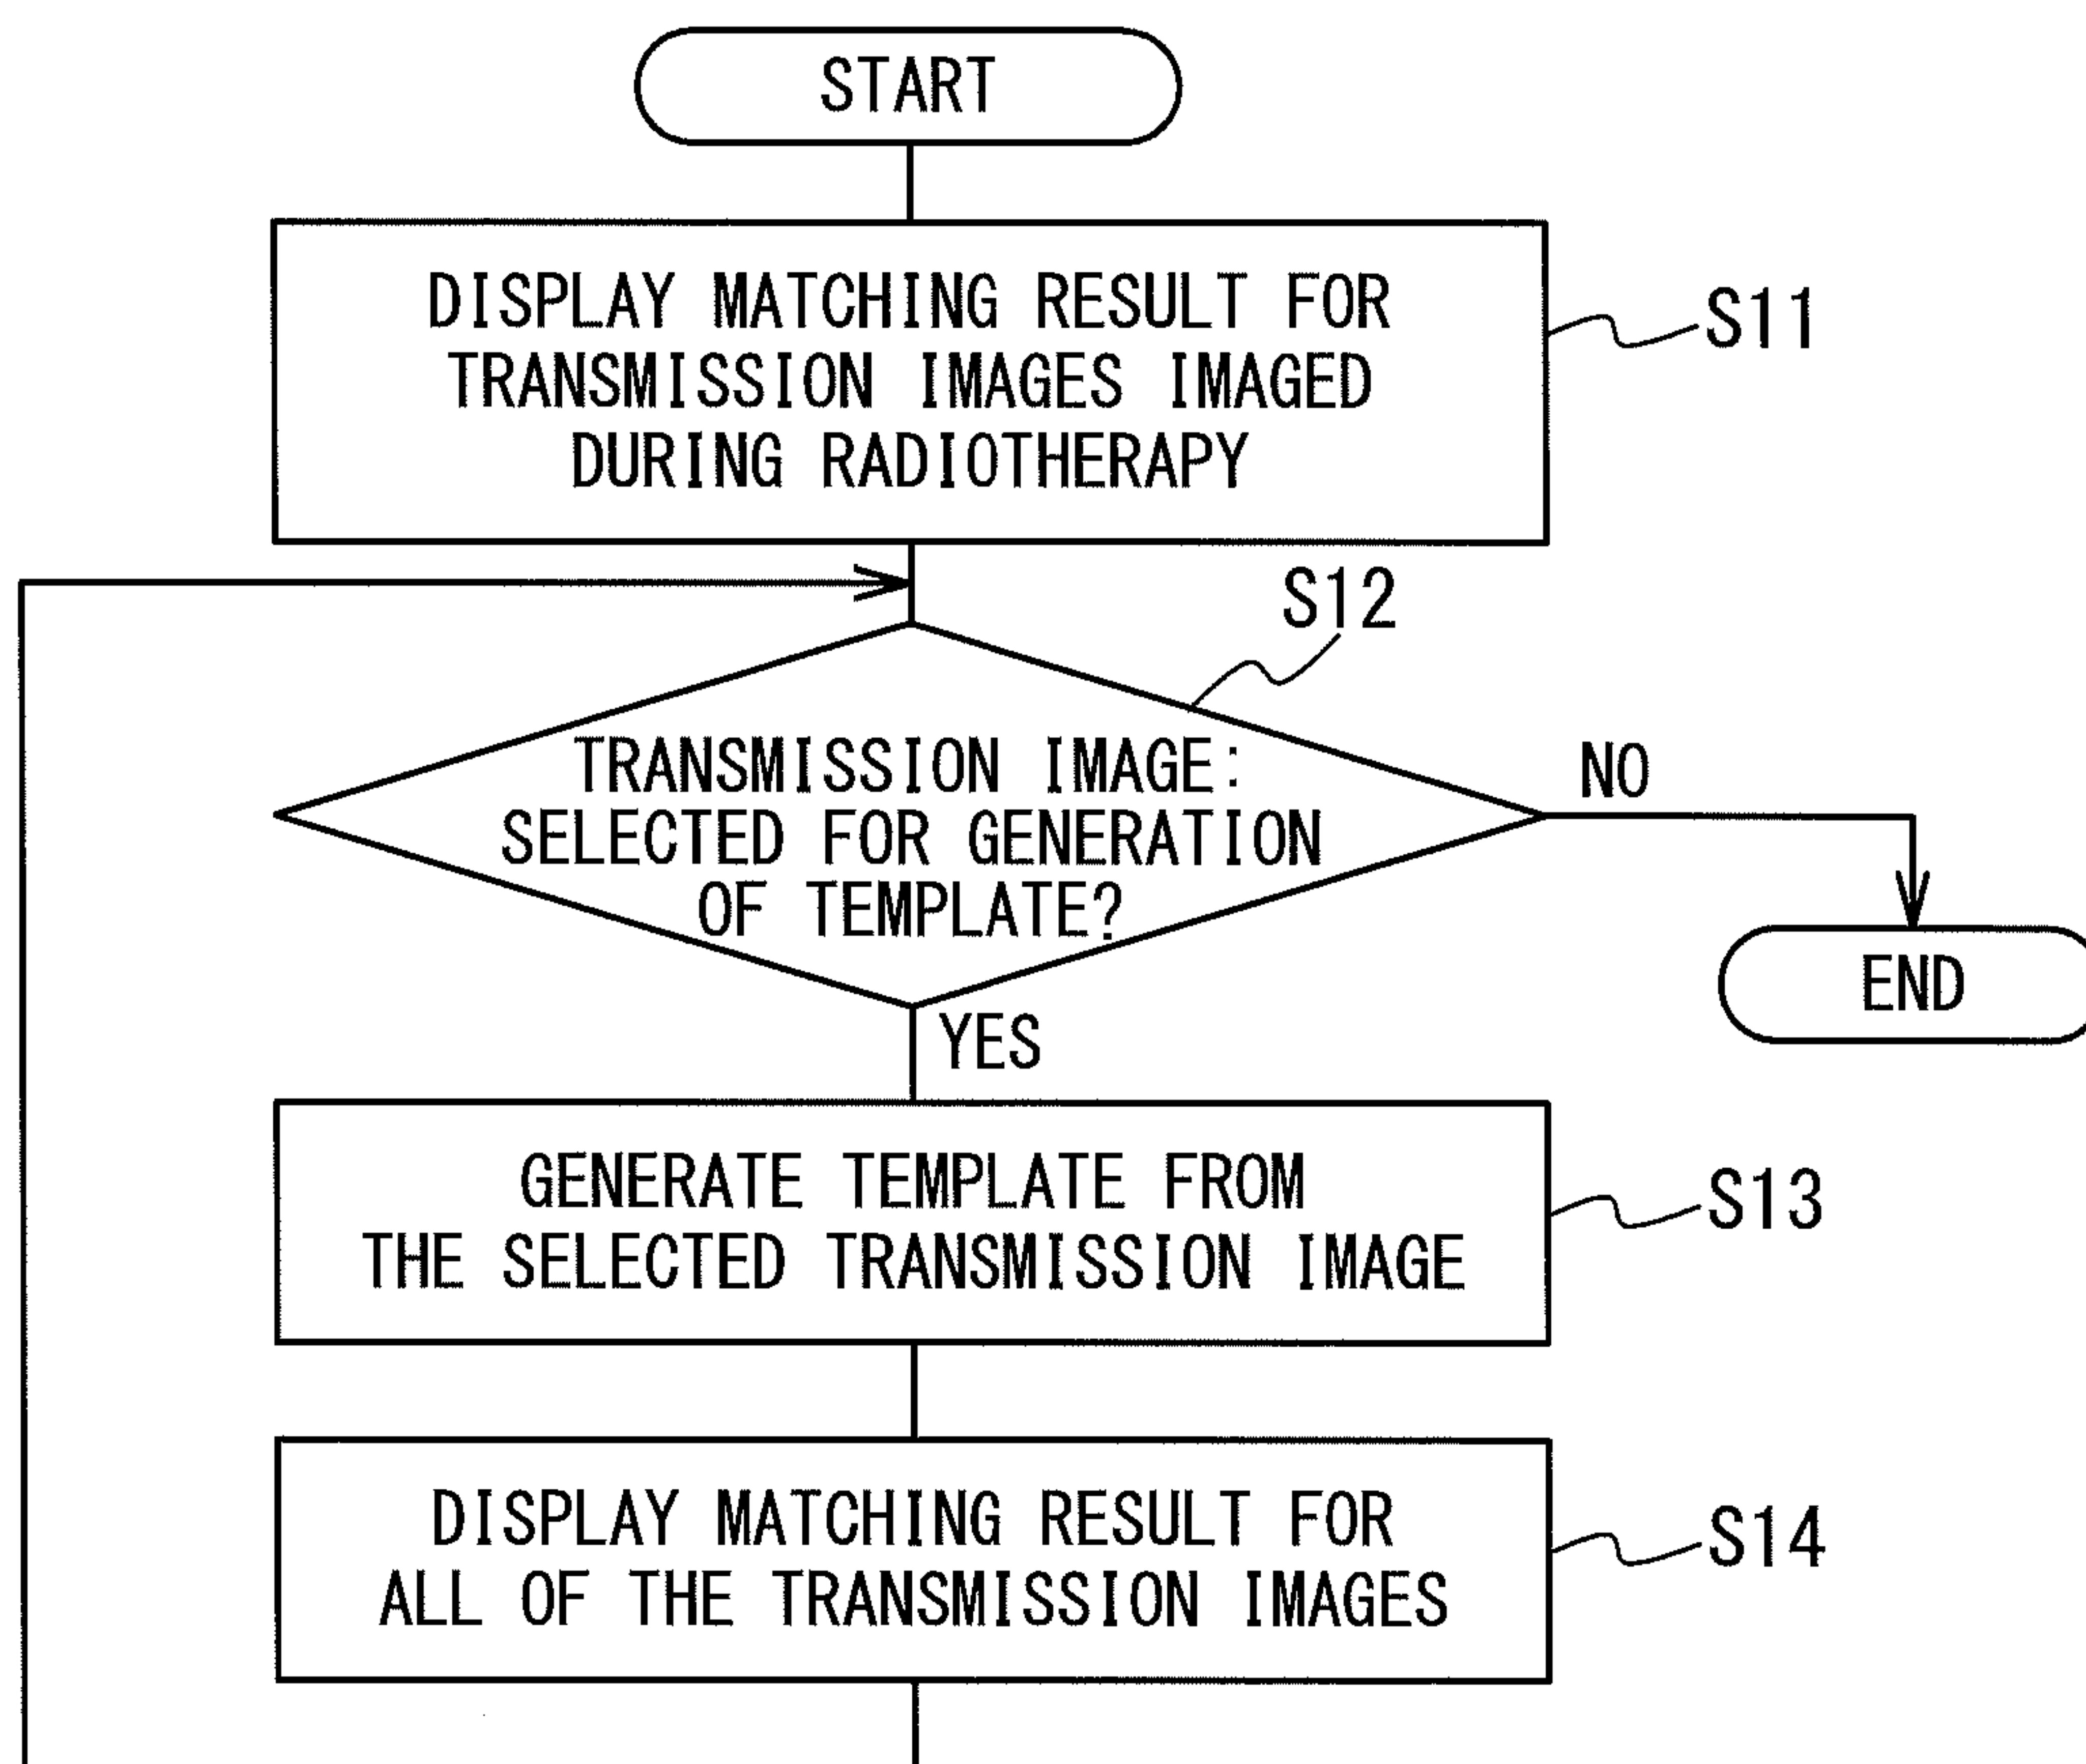 START
DISPLAY MATCHING RESULT FOR
TRANSMISSION IMAGES IMAGED
DURING RADIOTHERAPY
S11
S12
TRANSMISSION IMAGE:
SELECTED FOR GENERATION
OF TEMPLATE?
NO
END
YES
GENERATE TEMPLATE FROM
THE SELECTED TRANSMISSION IMAGE
S13
DISPLAY MATCHING RESULT FOR
ALL OF THE TRANSMISSION IMAGES
S14